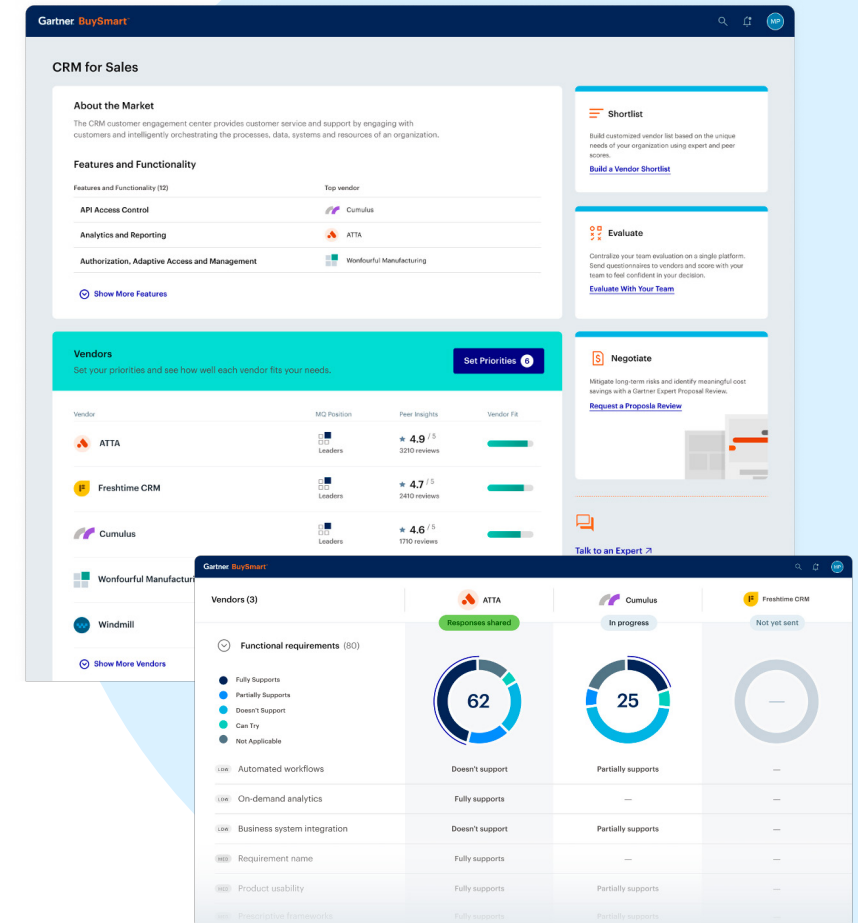 Gartner BuySmart™
MP
CRM for Sales
About the Market
The CRM customer engagement center provides customer service and support by engaging with
customers and intelligently orchestrating the processes, data, systems and resources of an organization.
Features and Functionality
Features and Functionality (12) Top vendor
API Access Control Cumulus
Analytics and Reporting ATTA
Authorization, Adaptive Access and Management Wonfourful Manufacturing
Show More Features
Shortlist
Build customized vendor list based on the unique
needs of your organization using expert and peer
scores.
Build a Vendor Shortlist
Evaluate
Centralize your team evaluation on a single platform.
Send questionnaires to vendors and score with your
team to feel confident in your decision.
Evaluate With Your Team
Negotiate
Mitigate long-term risks and identify meaningful cost
savings with a Gartner Expert Proposal Review.
Request a Proposla Review
Talk to an Expert
Vendors
Set your priorities and see how well each vendor fits your needs.
Set Priorities 6
Vendor MQ Position Peer Insights Vendor Fit
ATTA Leaders 4.9 /5 3210 reviews
Freshtime CRM Leaders 4.7 /5 2410 reviews
Cumulus Leaders 4.6 /5 1710 reviews
Wonfourful Manufacturi
Windmill
Show More Vendors
Gartner BuySmart™
MP
Vendors (3) ATTA Cumulus Freshtime CRM
Responses shared In progress Not yet sent
Functional requirements (80)
Fully Supports
Partially Supports
Doesn't Support
Can Try
Not Applicable
62 25 —
LOW Automated workflows Doesn't support Partially supports —
LOW On-demand analytics Fully supports — —
LOW Business system integration Doesn't support Partially supports —
MED Requirement name Fully supports — —
MED Product usability Fully supports Partially supports —
MED Prescriptive frameworks Fully supports Partially supports —